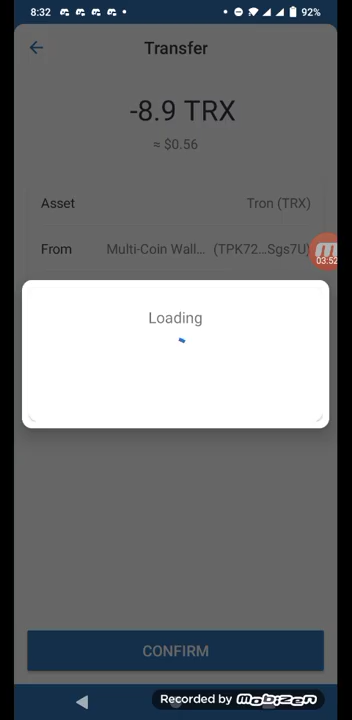 8:32 92%
Transfer
-8.9 TRX
≈ $0.56
Asset Tron (TRX)
From Multi-Coin Wall... (TPK72...Sgs7U)
03:52
Loading
CONFIRM
Recorded by mobizen